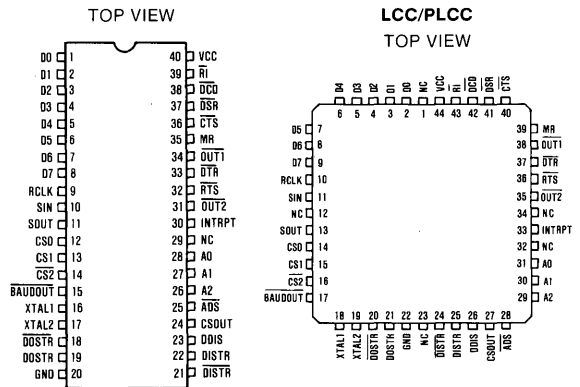 TOP VIEW
D0 1 40 VCC
D1 2 39 RI
D2 3 38 DCD
D3 4 37 DSR
D4 5 36 CTS
D5 6 35 MR
D6 7 34 OUT1
D7 8 33 DTR
RCLK 9 32 RTS
SIN 10 31 OUT2
SOUT 11 30 INTRPT
CS0 12 29 NC
CS1 13 28 A0
CS2 14 27 A1
BAUDOUT 15 26 A2
XTAL1 16 25 ADS
XTAL2 17 24 CSOUT
DOSTR 18 23 DDIS
DOSTR 19 22 DISTR
GND 20 21 DISTR
LCC/PLCC
TOP VIEW
D4 D3 D2 D1 D0 NC VCC RI DCD DSR CTS
6 5 4 3 2 1 44 43 42 41 40
D5 7 39 MR
D6 8 38 OUT1
D7 9 37 DTR
RCLK 10 36 RTS
SIN 11 35 OUT2
NC 12 34 NC
SOUT 13 33 INTRPT
CS0 14 32 NC
CS1 15 31 A0
CS2 16 30 A1
BAUDOUT 17 29 A2
18 19 20 21 22 23 24 25 26 27 28
XTAL1 XTAL2 DOSTR DOSTR GND NC DISTR DISTR DDIS CSOUT ADS